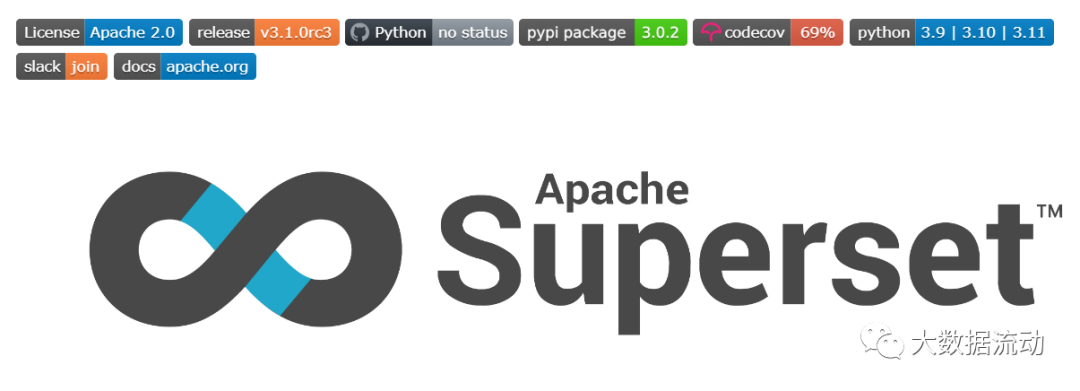 License Apache 2.0 release v3.1.0rc3 Python no status pypi package 3.0.2 codecov 69% python 3.9 | 3.10 | 3.11
slack join docs apache.org
Apache
Superset™
大数据流动